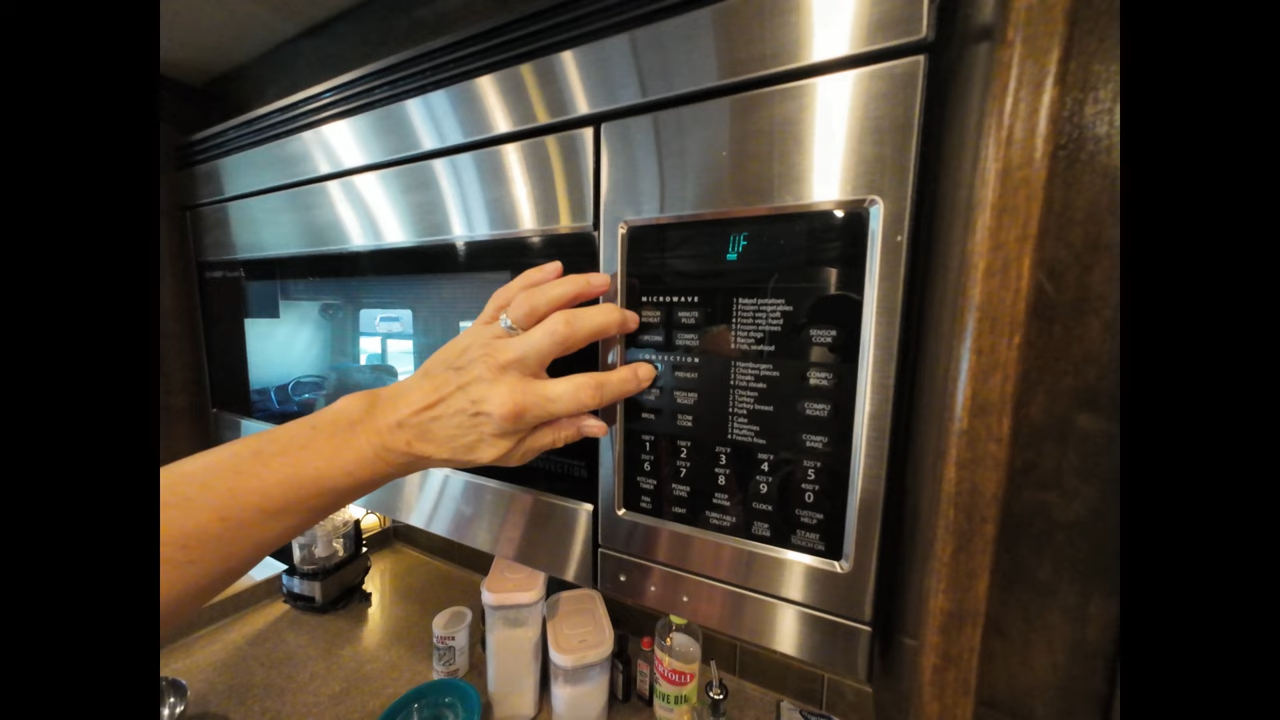 0F
MICROWAVE
SENSOR
REHEAT
MINUTE
PLUS
POPCORN
COMPU
DEFROST
1 Baked potatoes
2 Frozen vegetables
3 Fresh veg-soft
4 Fresh veg-hard
5 Frozen entrees
6 Hot dogs
7 Bacon
8 Fish, seafood
SENSOR
COOK
CONVECTION
PREHEAT
HIGH MIX
ROAST
BROIL
SLOW
COOK
1 Hamburgers
2 Chicken pieces
3 Steaks
4 Fish steaks
COMPU
BROIL
1 Chicken
2 Turkey
3 Turkey breast
4 Pork
COMPU
ROAST
1 Cake
2 Brownies
3 Muffins
4 French fries
COMPU
BAKE
100°F 150°F 275°F 300°F 325°F
1 2 3 4 5
350°F 375°F 400°F 425°F 450°F
6 7 8 9 0
KITCHEN
TIMER
POWER
LEVEL
KEEP
WARM
CLOCK
CUSTOM
HELP
FAN
HI/LO
LIGHT
TURNTABLE
ON/OFF
STOP
CLEAR
START
TOUCH ON
CONVECTION
BERTOLLI
OLIVE OIL